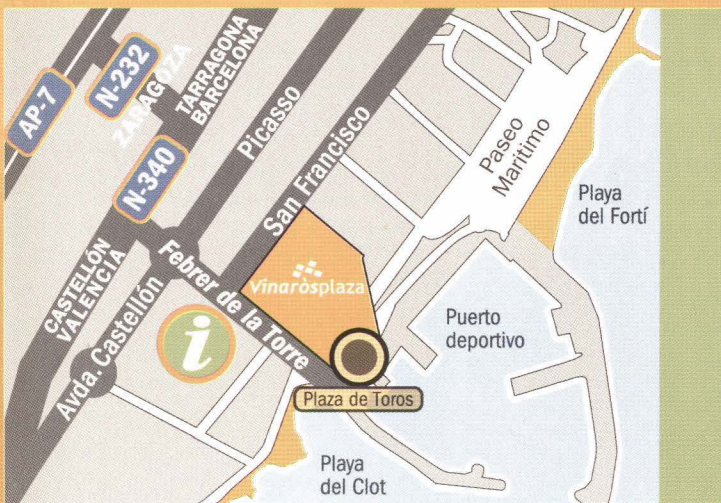 AP-7
N-232
ZARAGOZA
TARRAGONA
BARCELONA
N-340
Picasso
San Francisco
Paseo
Marítimo
Playa
del Fortí
CASTELLÓN
VALENCIA
Avda. Castellón
Febrer de la Torre
Vinaròsplaza
i
Puerto
deportivo
Plaza de Toros
Playa
del Clot